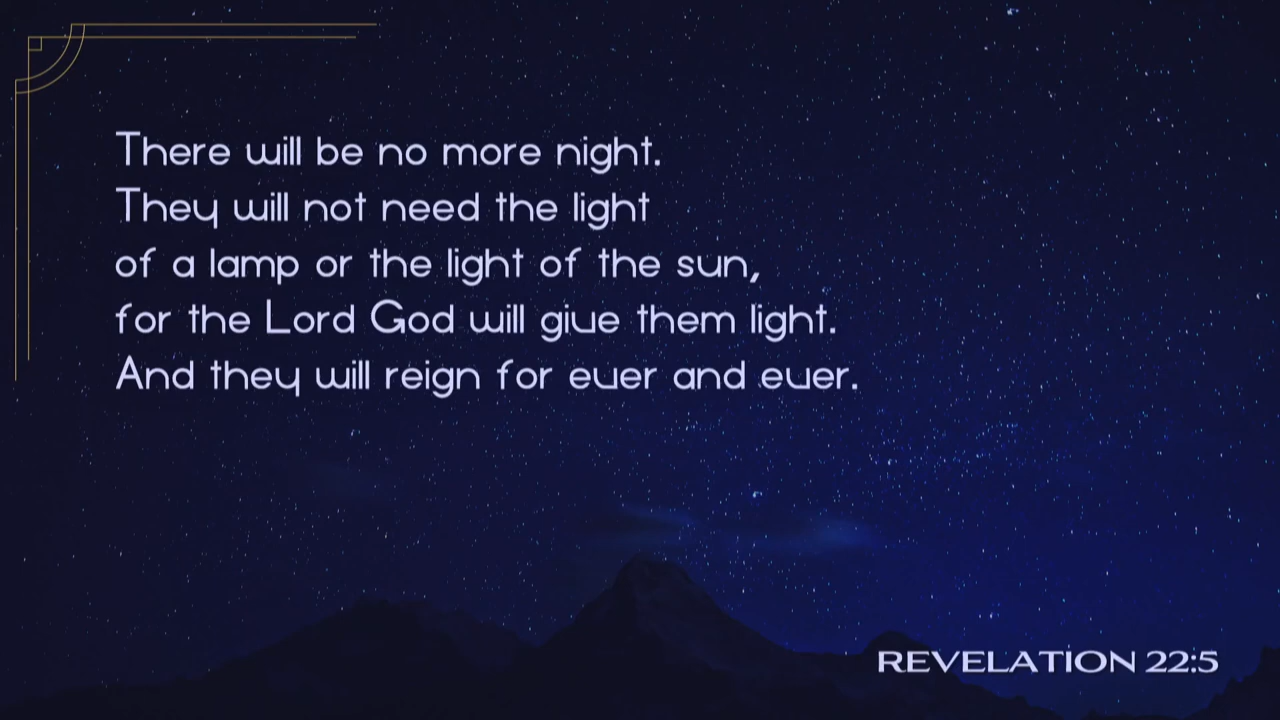 There will be no more night.
They will not need the light
of a lamp or the light of the sun,
for the Lord God will give them light.
And they will reign for ever and ever.
REVELATION 22:5